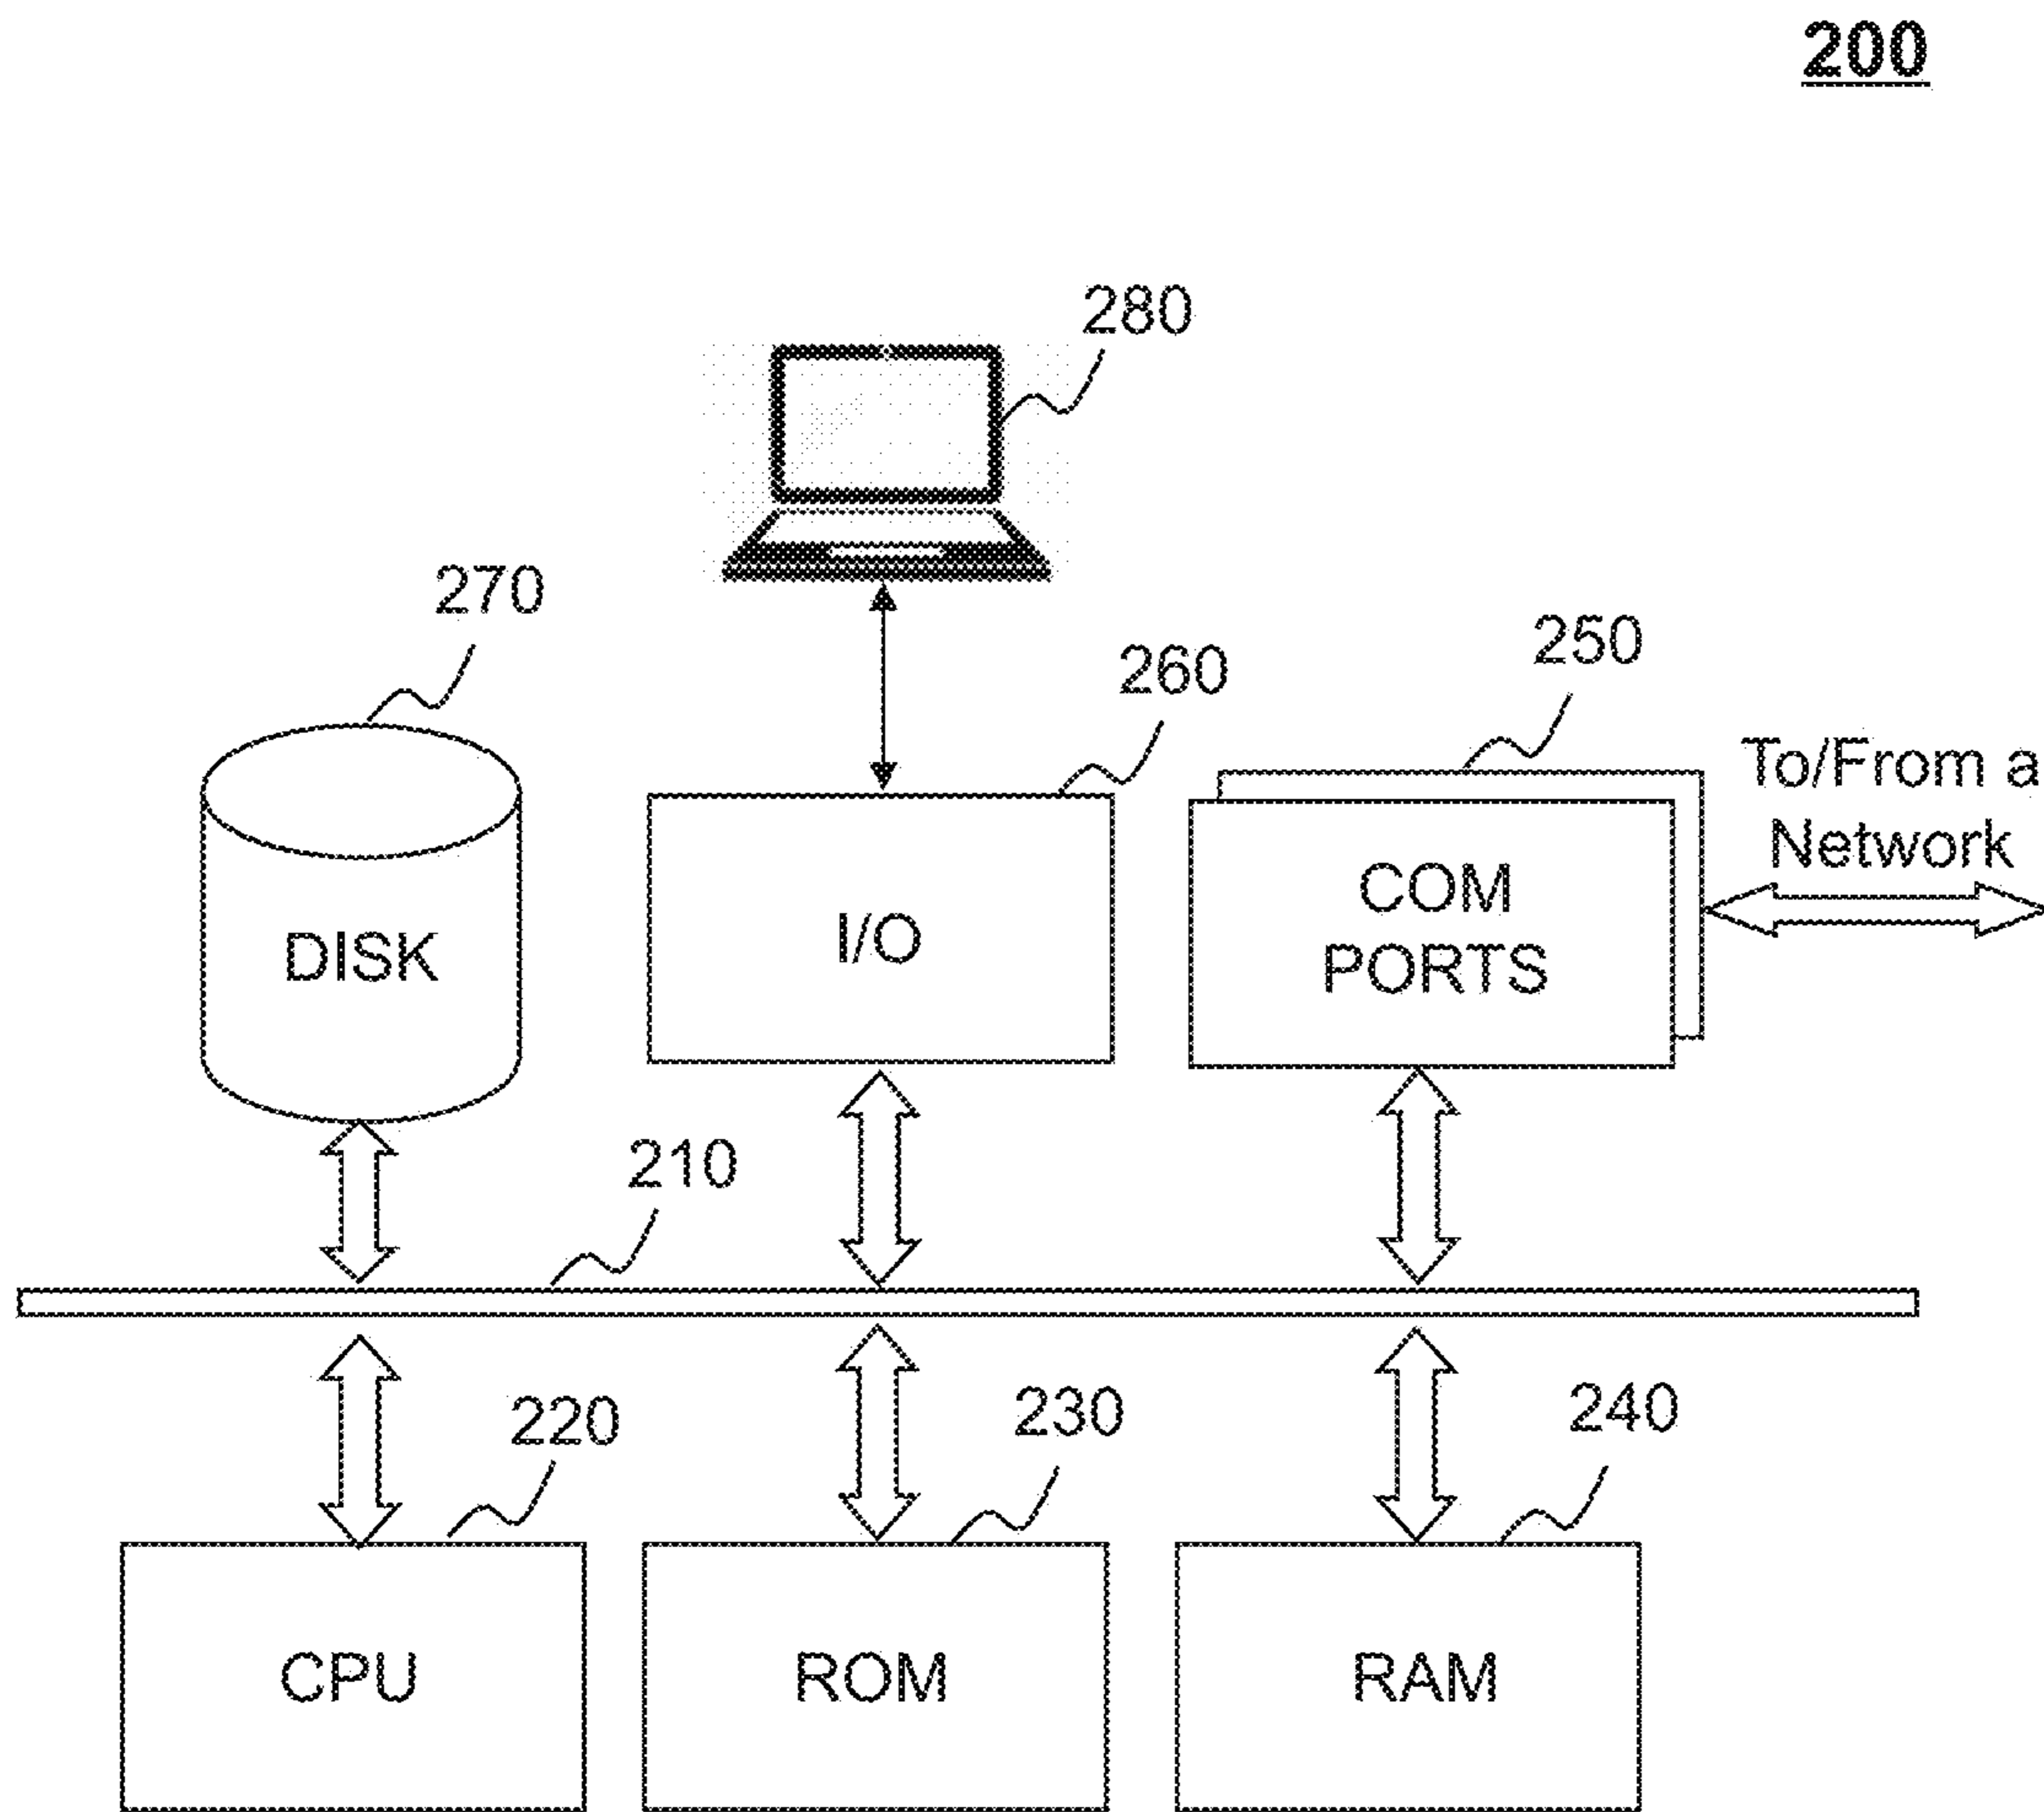 200
280
270
260
250
To/From a
Network
COM
PORTS
I/O
DISK
210
220
230
240
CPU
ROM
RAM